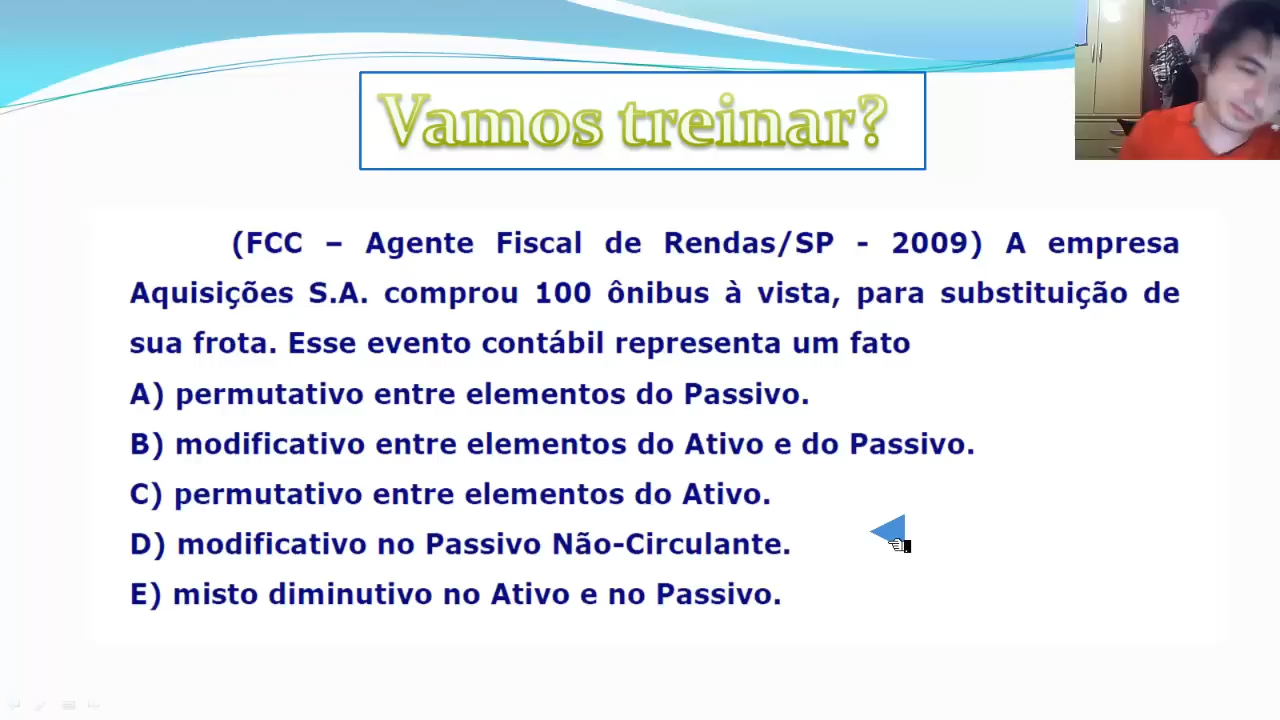 Vamos treinar?
(FCC – Agente Fiscal de Rendas/SP - 2009) A empresa
Aquisições S.A. comprou 100 ônibus à vista, para substituição de
sua frota. Esse evento contábil representa um fato
A) permutativo entre elementos do Passivo.
B) modificativo entre elementos do Ativo e do Passivo.
C) permutativo entre elementos do Ativo.
D) modificativo no Passivo Não-Circulante.
E) misto diminutivo no Ativo e no Passivo.